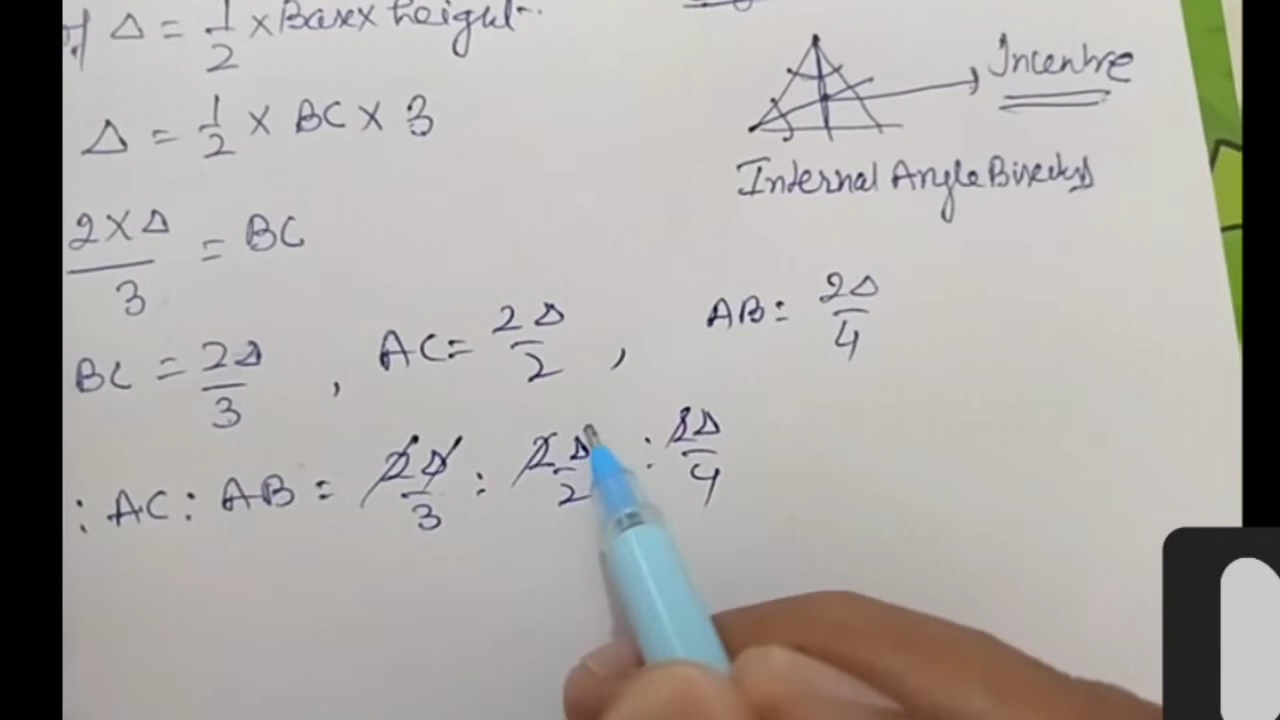 Δ = 1/2 × Base × height
Incentre
Δ = 1/2 × BC × 3
Internal Angle Bisectors
2×Δ/3 = BC
BC = 2Δ/3 , AC = 2Δ/2 , AB = 2Δ/4
: AC : AB = 2Δ/3 : 2Δ/2 : 2Δ/4